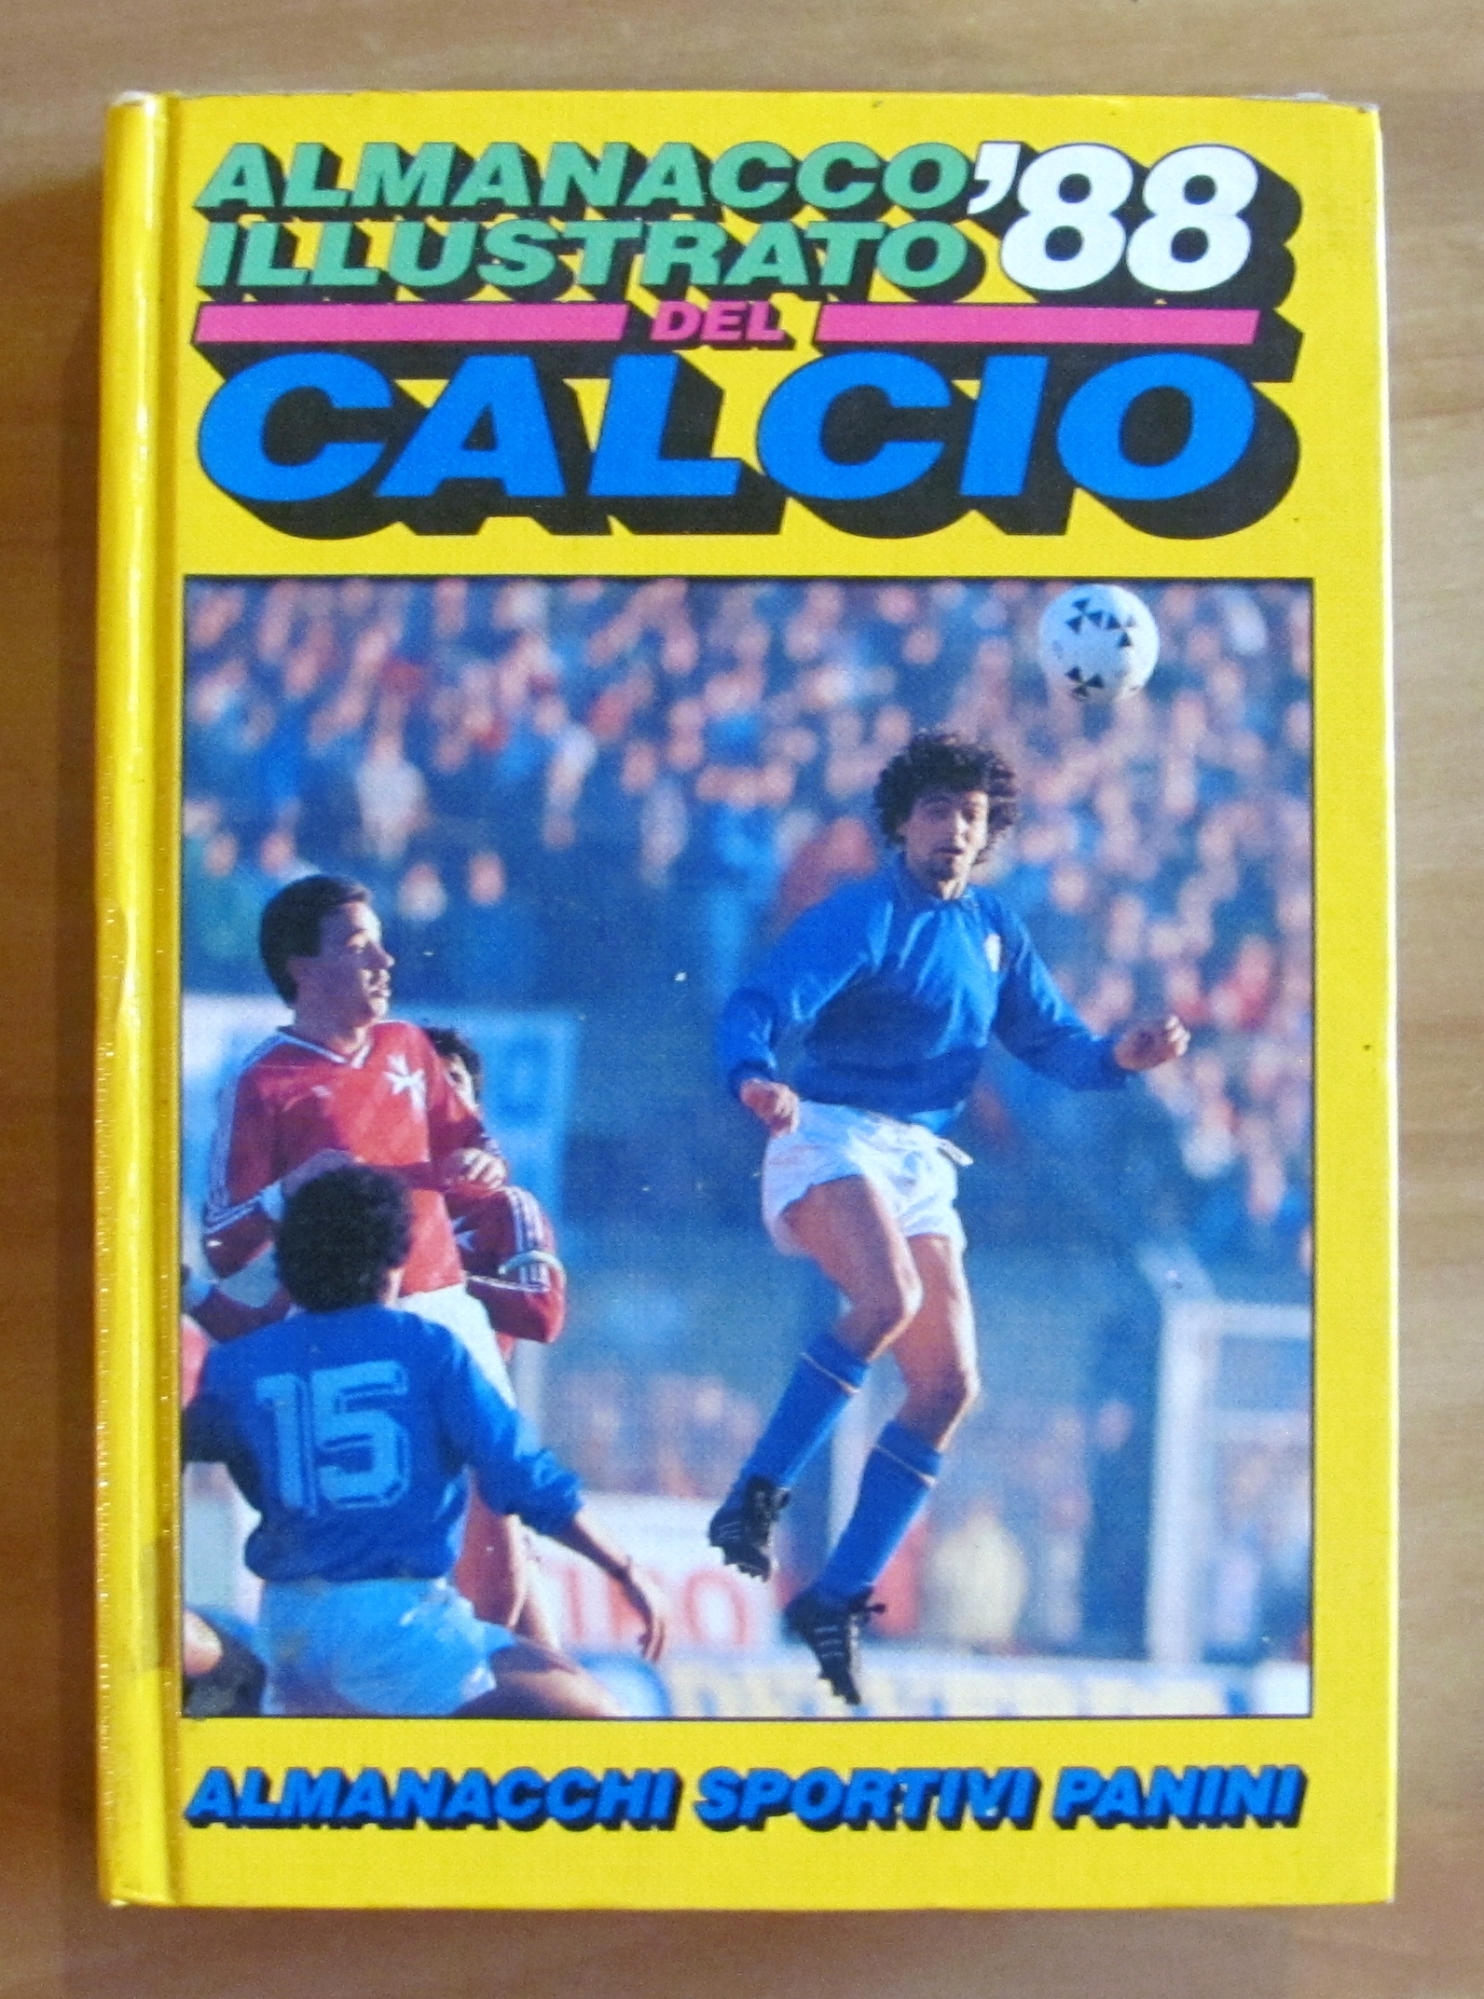 ALMANACCO '88
ILLUSTRATO
DEL
CALCIO
15
ALMANACCHI SPORTIVI PANINI